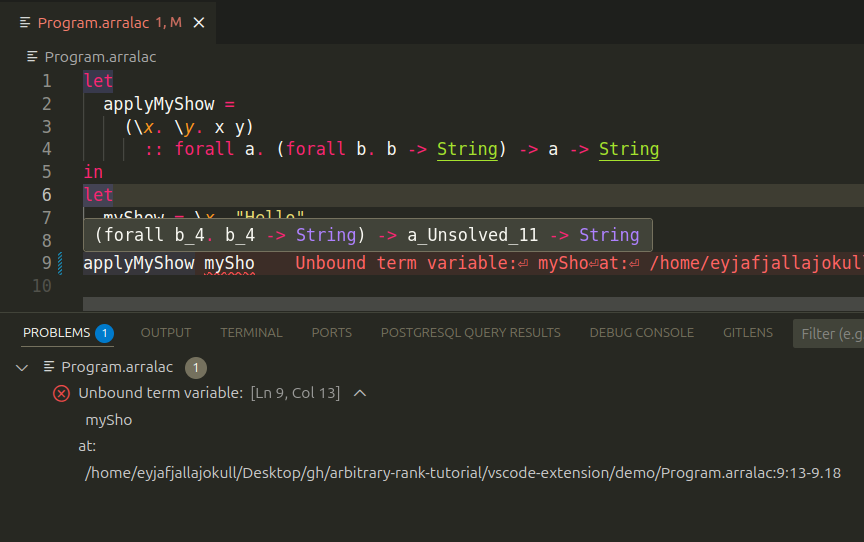 Program.arralac 1, M
Program.arralac
1 let
2 applyMyShow =
3 (\x. \y. x y)
4 :: forall a. (forall b. b -> String) -> a -> String
5 in
6 let
7 myShow = \x. "Hello"
8 (forall b_4. b_4 -> String) -> a_Unsolved_11 -> String
9 applyMyShow mySho Unbound term variable:⏎ mySho⏎at:⏎ /home/eyjafjallajokull
10
PROBLEMS 1 OUTPUT TERMINAL PORTS POSTGRESQL QUERY RESULTS DEBUG CONSOLE GITLENS Filter (e.g.
Program.arralac 1
Unbound term variable: [Ln 9, Col 13]
mySho
at:
/home/eyjafjallajokull/Desktop/gh/arbitrary-rank-tutorial/vscode-extension/demo/Program.arralac:9:13-9.18